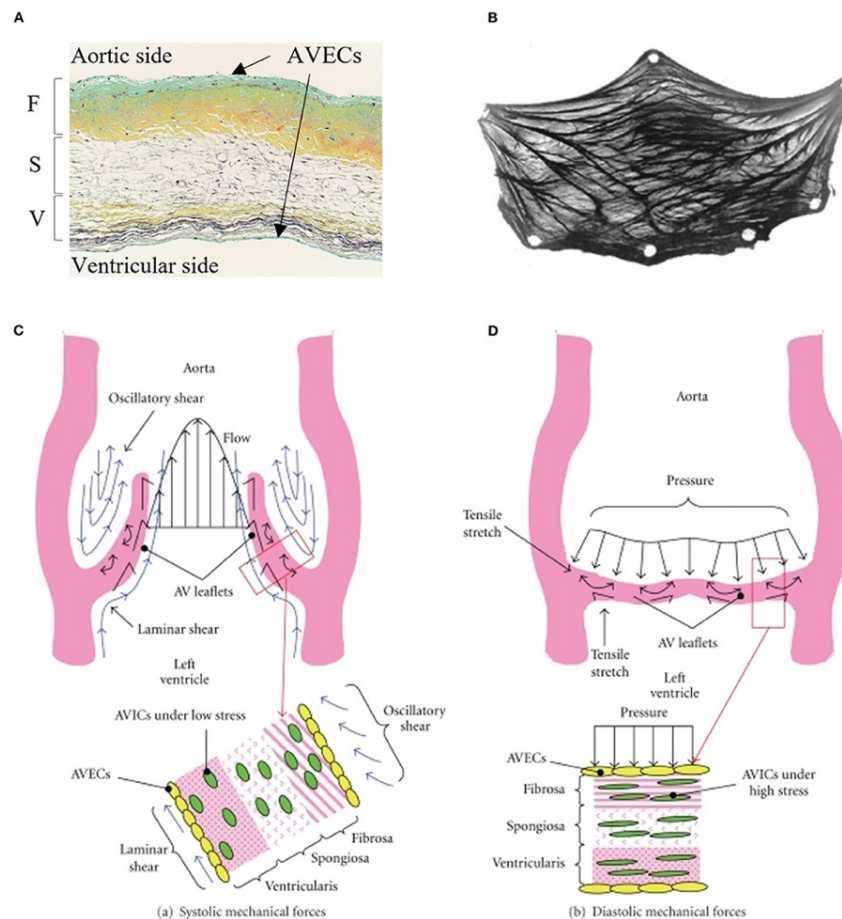 A
B
Aortic side
AVECs
F
S
V
Ventricular side
C
Aorta
Oscillatory shear
Flow
AV leaflets
Laminar shear
Left
ventricle
AVICs under low stress
Oscillatory
shear
AVECs
Fibrosa
Laminar
shear
Spongiosa
Ventricularis
(a) Systolic mechanical forces
D
Aorta
Pressure
Tensile
stretch
AV leaflets
Tensile
stretch
Left
ventricle
Pressure
AVECs
AVICs under
high stress
Fibrosa
Spongiosa
Ventricularis
(b) Diastolic mechanical forces